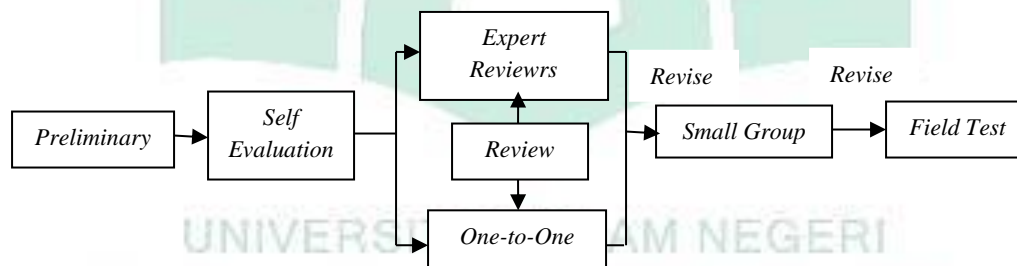 Expert
Reviewrs
Revise
Revise
Preliminary
Self
Evaluation
Review
Small Group
Field Test
One-to-One
UNIVERS
AM NEGERI